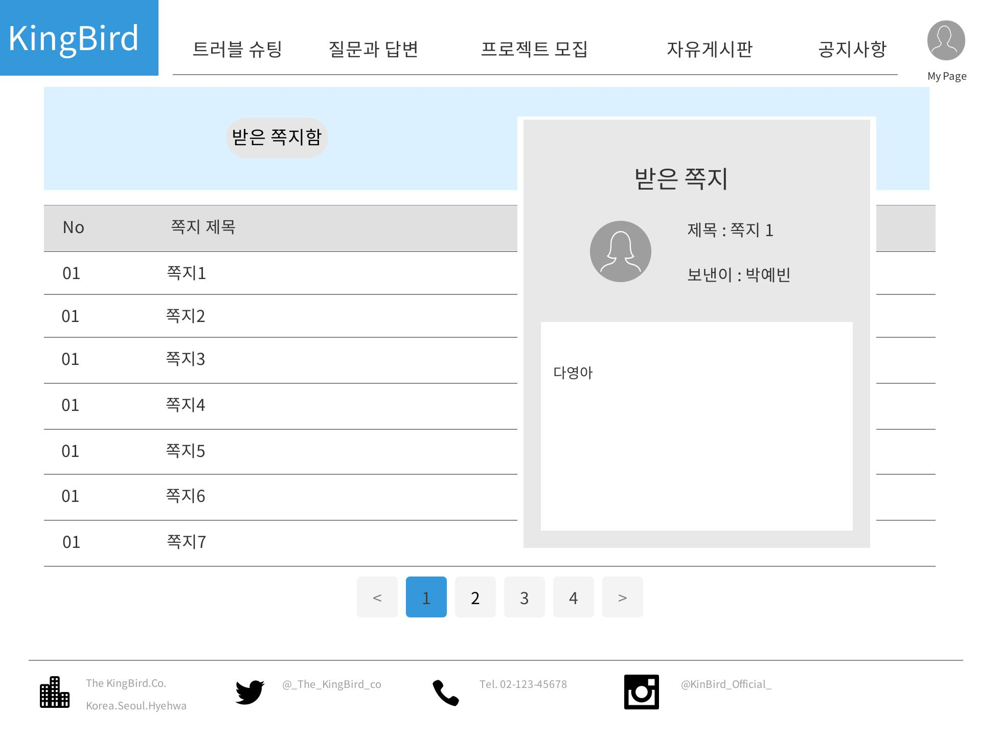 KingBird
트러블 슈팅 질문과 답변 프로젝트 모집 자유게시판 공지사항
My Page
받은 쪽지함
No 쪽지 제목
01 쪽지1
01 쪽지2
01 쪽지3
01 쪽지4
01 쪽지5
01 쪽지6
01 쪽지7
받은 쪽지
제목 : 쪽지 1
보낸이 : 박예빈
다영아
< 1 2 3 4 >
The KingBird.Co.
Korea.Seoul.Hyehwa
@_The_KingBird_co
Tel. 02-123-45678
@KinBird_Official_